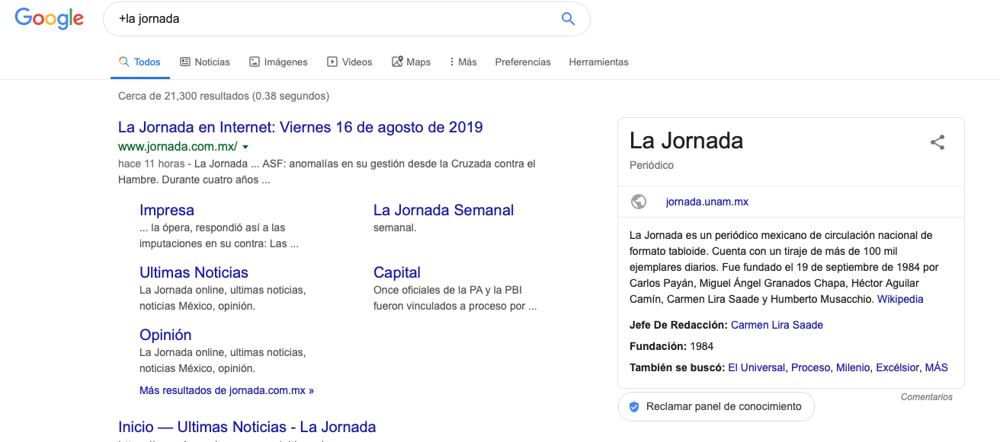 Google
+la jornada
Todos Noticias Imágenes Videos Maps Más Preferencias Herramientas
Cerca de 21,300 resultados (0.38 segundos)
La Jornada en Internet: Viernes 16 de agosto de 2019
www.jornada.com.mx/
hace 11 horas - La Jornada ... ASF: anomalías en su gestión desde la Cruzada contra el
Hambre. Durante cuatro años ...
Impresa
... la ópera, respondió así a las
imputaciones en su contra: Las ...
La Jornada Semanal
semanal.
Ultimas Noticias
La Jornada online, ultimas noticias,
noticias México, opinión.
Capital
Once oficiales de la PA y la PBI
fueron vinculados a proceso por ...
Opinión
La Jornada online, ultimas noticias,
noticias México, opinión.
Más resultados de jornada.com.mx »
Inicio — Ultimas Noticias - La Jornada
La Jornada
Periódico
jornada.unam.mx
La Jornada es un periódico mexicano de circulación nacional de
formato tabloide. Cuenta con un tiraje de más de 100 mil
ejemplares diarios. Fue fundado el 19 de septiembre de 1984 por
Carlos Payán, Miguel Ángel Granados Chapa, Héctor Aguilar
Camín, Carmen Lira Saade y Humberto Musacchio. Wikipedia
Jefe De Redacción: Carmen Lira Saade
Fundación: 1984
También se buscó: El Universal, Proceso, Milenio, Excélsior, MÁS
Comentarios
Reclamar panel de conocimiento